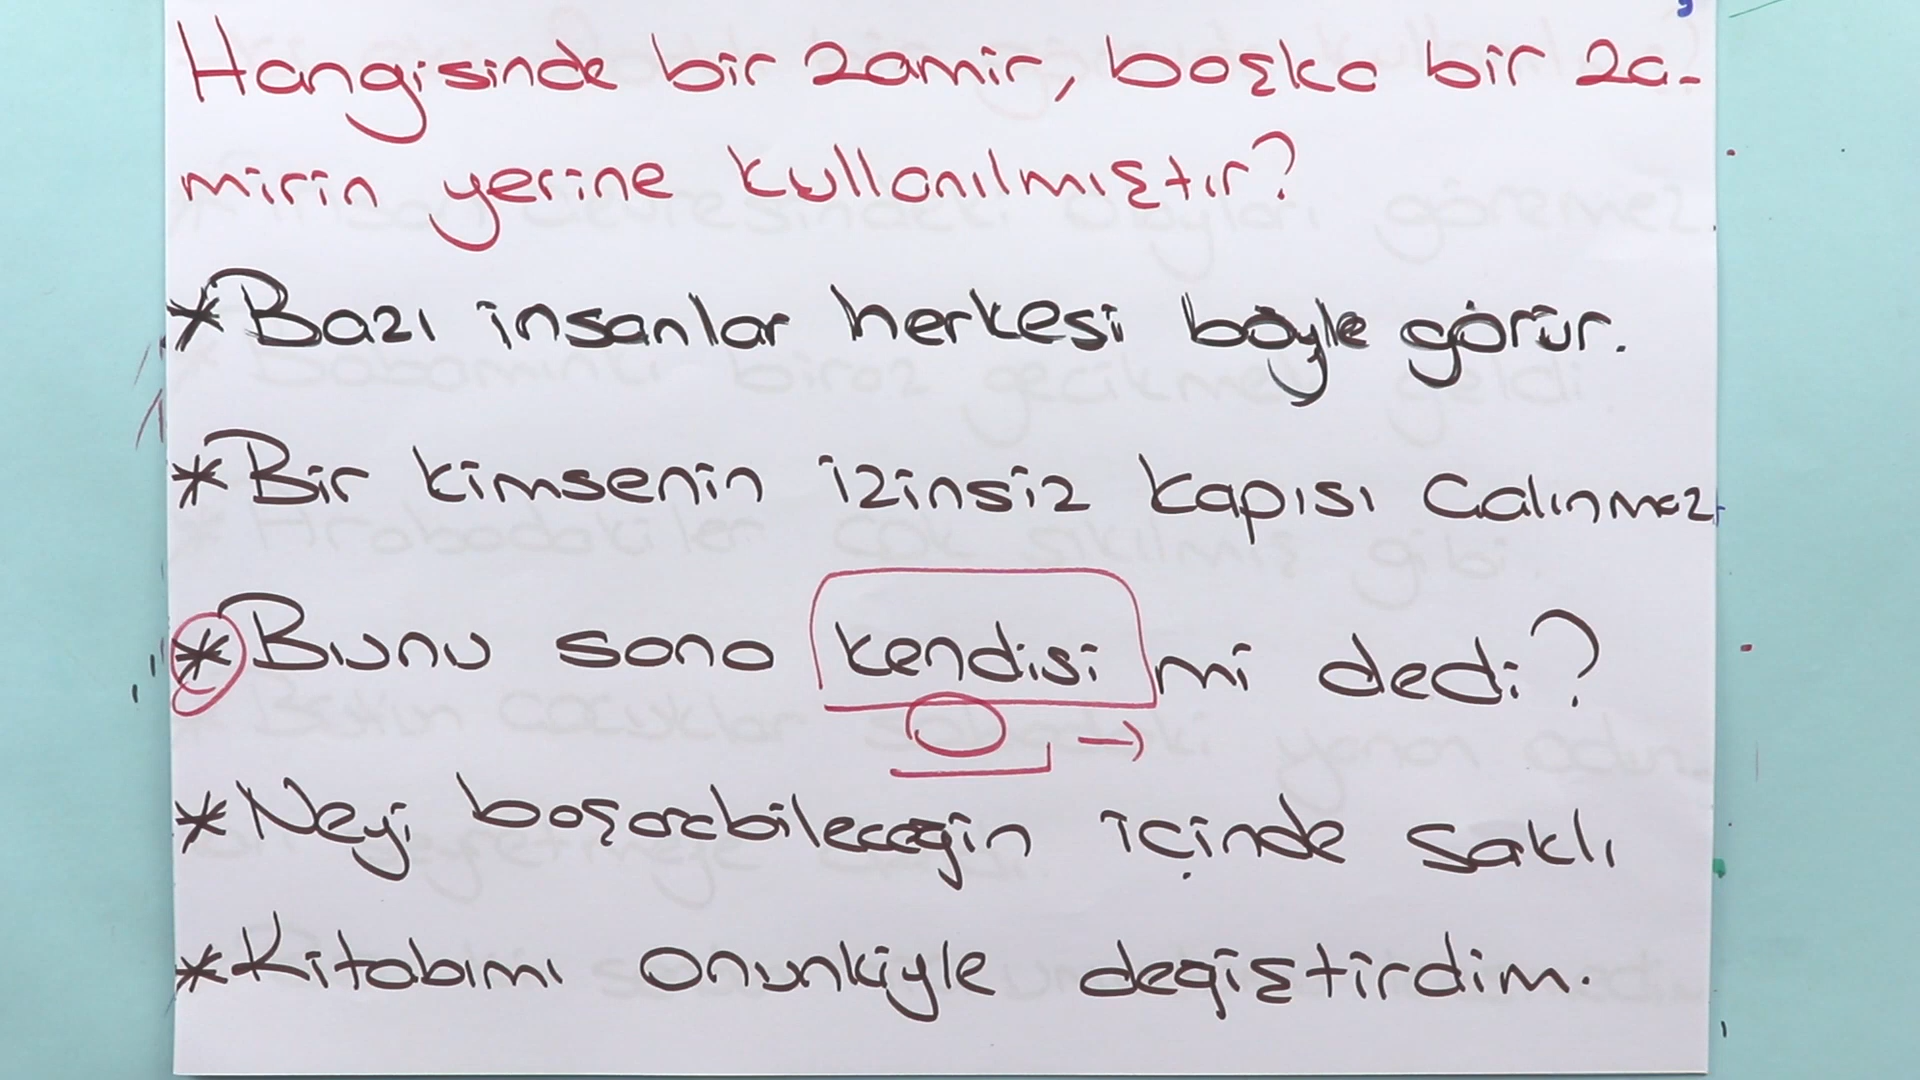 Hangisinde bir zamir, başka bir za-
mirin yerine kullanılmıştır?
* Bazı insanlar herkesi böyle görür.
* Bir kimsenin izinsiz kapısı çalınmaz
* Bunu sana kendisi mi dedi?
* Neyi başarabileceğin içinde saklı
* Kitabımı onunkiyle değiştirdim.